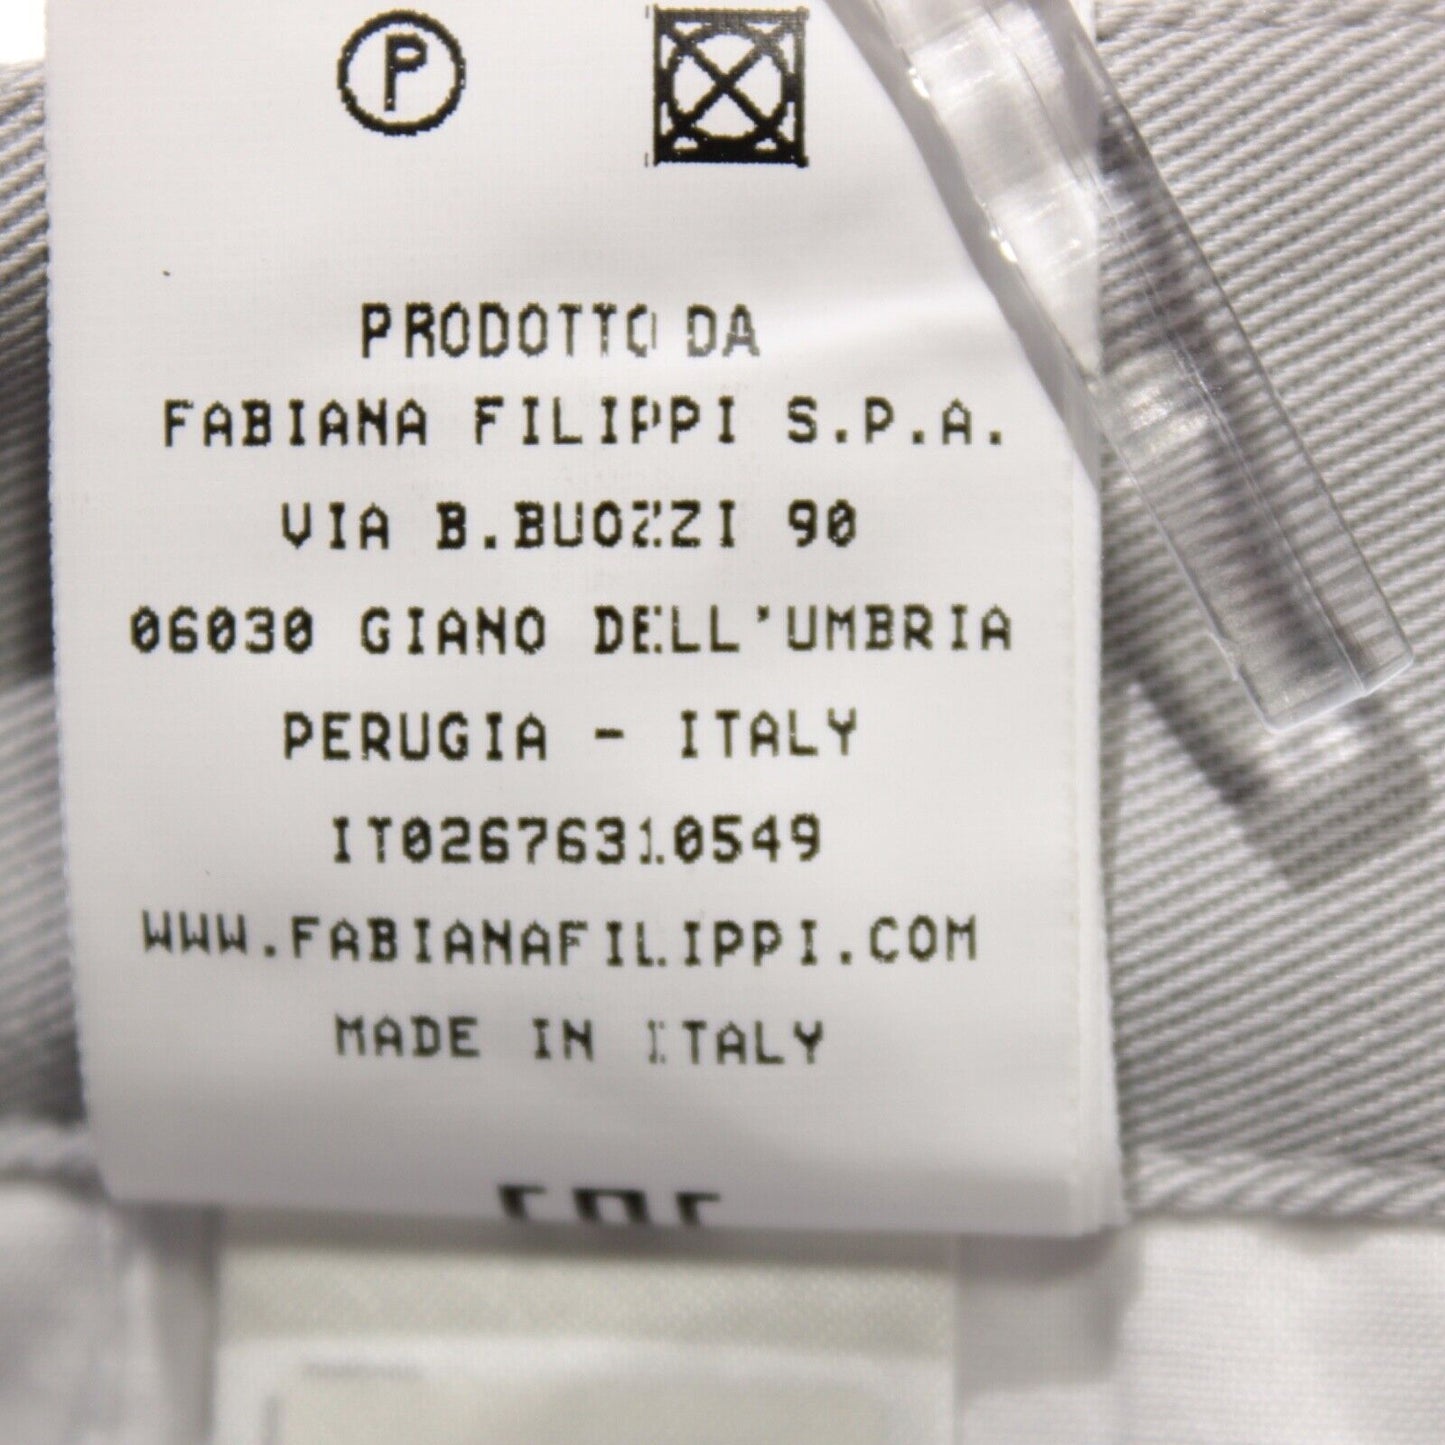 P
PRODOTTO DA
FABIANA FILIPPI S.P.A.
VIA B.BUOZZI 90
06030 GIANO DELL'UMBRIA
PERUGIA - ITALY
IT02676310549
WWW.FABIANAFILIPPI.COM
MADE IN ITALY